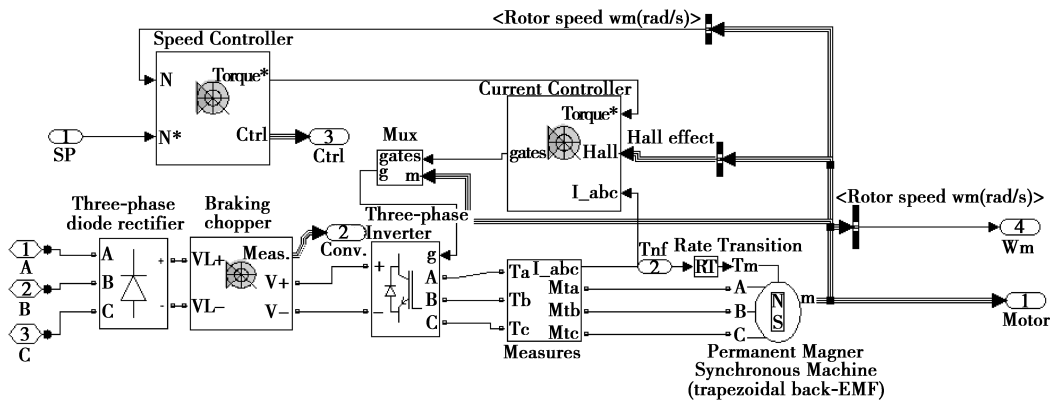 <Rotor speed wm(rad/s)>
Speed Controller
N
Torque*
N*
Ctrl
1
SP
3
Ctrl
Current Controller
Torque*
gates
Hall
I_abc
Hall effect
Mux
gates
g
m
<Rotor speed wm(rad/s)>
4
Wm
Three-phase
diode rectifier
Braking
chopper
Three-phase
Inverter
2
Conv.
1
A
2
B
3
C
A
B
C
+
-
VL+
VL-
Meas.
V+
V-
+
-
g
A
B
C
Ta
Tb
Tc
I_abc
Mta
Mtb
Mtc
Measures
Tnf
2
Rate Transition
RT
Tm
A
B
C
N
S
m
1
Motor
Permanent Magner
Synchronous Machine
(trapezoidal back-EMF)